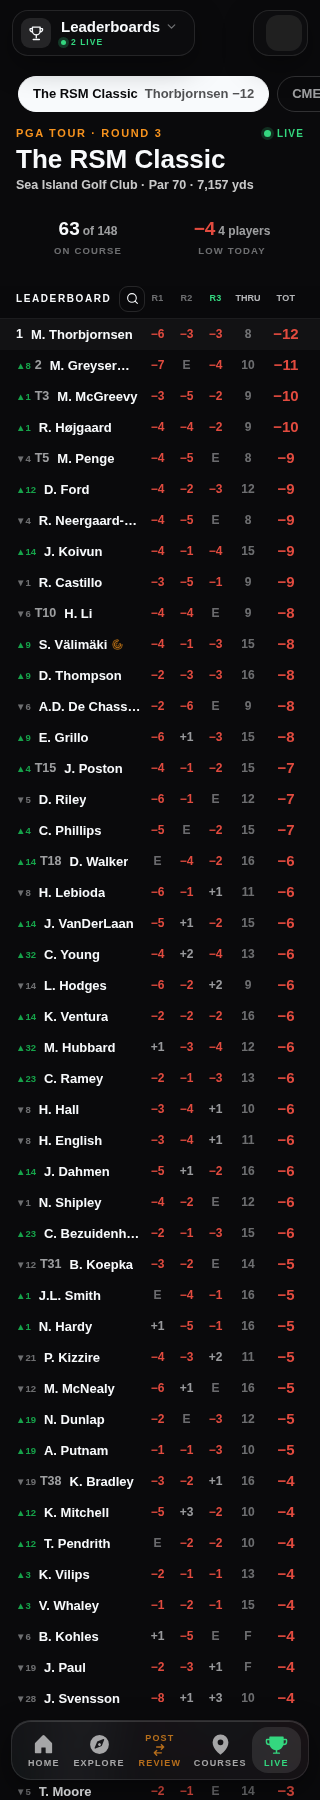 Leaderboards
2 LIVE
The RSM Classic Thorbjornsen −12
CME
PGA TOUR · ROUND 3
LIVE
The RSM Classic
Sea Island Golf Club · Par 70 · 7,157 yds
63 of 148
−4 4 players
ON COURSE
LOW TODAY
LEADERBOARD R1 R2 R3 THRU TOT
1 M. Thorbjornsen −6 −3 −3 8 −12
▲8 2 M. Greyser… −7 E −4 10 −11
▲1 T3 M. McGreevy −3 −5 −2 9 −10
▲1 R. Højgaard −4 −4 −2 9 −10
▼4 T5 M. Penge −4 −5 E 8 −9
▲12 D. Ford −4 −2 −3 12 −9
▼4 R. Neergaard-… −4 −5 E 8 −9
▲14 J. Koivun −4 −1 −4 15 −9
▼1 R. Castillo −3 −5 −1 9 −9
▼6 T10 H. Li −4 −4 E 9 −8
▲9 S. Välimäki −4 −1 −3 15 −8
▲9 D. Thompson −2 −3 −3 16 −8
▼6 A.D. De Chass… −2 −6 E 9 −8
▲9 E. Grillo −6 +1 −3 15 −8
▲4 T15 J. Poston −4 −1 −2 15 −7
▼5 D. Riley −6 −1 E 12 −7
▲4 C. Phillips −5 E −2 15 −7
▲14 T18 D. Walker E −4 −2 16 −6
▼8 H. Lebioda −6 −1 +1 11 −6
▲14 J. VanDerLaan −5 +1 −2 15 −6
▲32 C. Young −4 +2 −4 13 −6
▼14 L. Hodges −6 −2 +2 9 −6
▲14 K. Ventura −2 −2 −2 16 −6
▲32 M. Hubbard +1 −3 −4 12 −6
▲23 C. Ramey −2 −1 −3 13 −6
▼8 H. Hall −3 −4 +1 10 −6
▼8 H. English −3 −4 +1 11 −6
▲14 J. Dahmen −5 +1 −2 16 −6
▼1 N. Shipley −4 −2 E 12 −6
▲23 C. Bezuidenh… −2 −1 −3 15 −6
▼12 T31 B. Koepka −3 −2 E 14 −5
▲1 J.L. Smith E −4 −1 16 −5
▲1 N. Hardy +1 −5 −1 16 −5
▼21 P. Kizzire −4 −3 +2 11 −5
▼12 M. McNealy −6 +1 E 16 −5
▲19 N. Dunlap −2 E −3 12 −5
▲19 A. Putnam −1 −1 −3 10 −5
▼19 T38 K. Bradley −3 −2 +1 16 −4
▲12 K. Mitchell −5 +3 −2 10 −4
▲12 T. Pendrith E −2 −2 10 −4
▲3 K. Vilips −2 −1 −1 13 −4
▲3 V. Whaley −1 −2 −1 15 −4
▼6 B. Kohles +1 −5 E F −4
▼19 J. Paul −2 −3 +1 F −4
▼28 J. Svensson −8 +1 +3 10 −4
HOME EXPLORE POST REVIEW COURSES LIVE
▼5 T. Moore −2 −1 E 14 −3